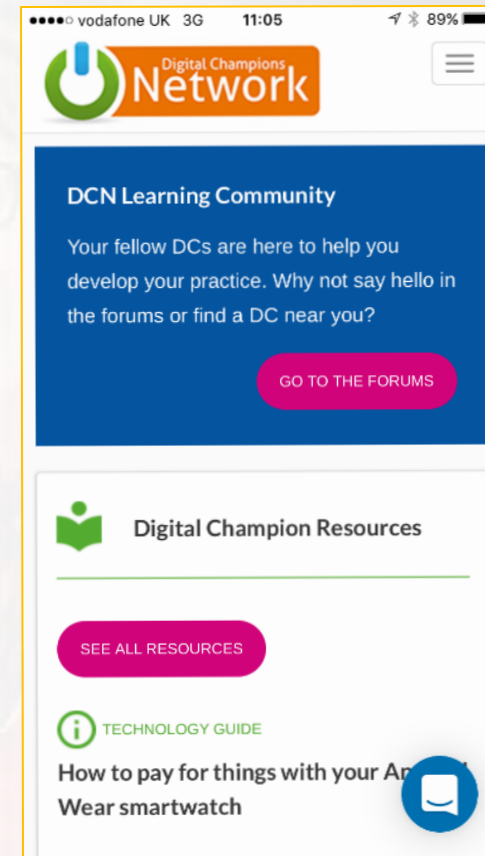 vodafone UK 3G 11:05 89%
Digital Champions
Network
DCN Learning Community
Your fellow DCs are here to help you
develop your practice. Why not say hello in
the forums or find a DC near you?
GO TO THE FORUMS
Digital Champion Resources
SEE ALL RESOURCES
TECHNOLOGY GUIDE
How to pay for things with your
Wear smartwatch